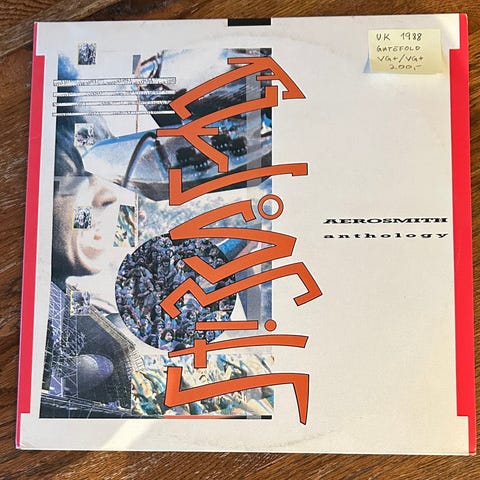 UK 1988
GATEFOLD
VG+/VG+
200,-
AEROSMITH
anthology